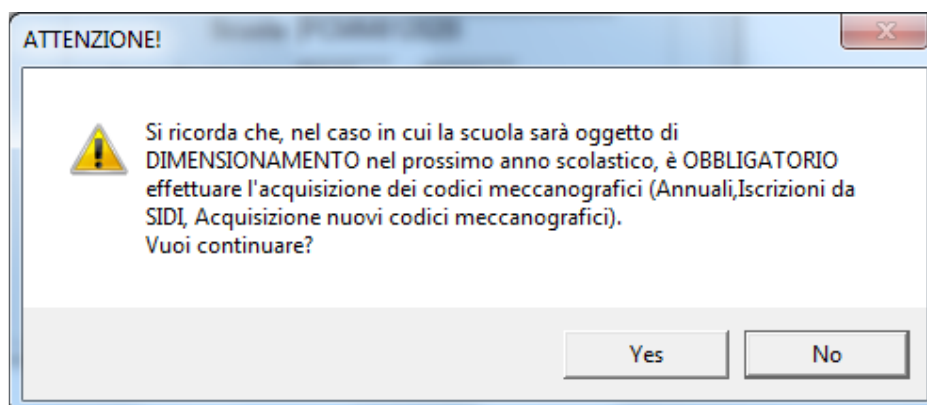 ATTENZIONE!
Scuola
Si ricorda che, nel caso in cui la scuola sarà oggetto di
DIMENSIONAMENTO nel prossimo anno scolastico, è OBBLIGATORIO
effettuare l'acquisizione dei codici meccanografici (Annuali,Iscrizioni da
SIDI, Acquisizione nuovi codici meccanografici).
Vuoi continuare?
Yes
No